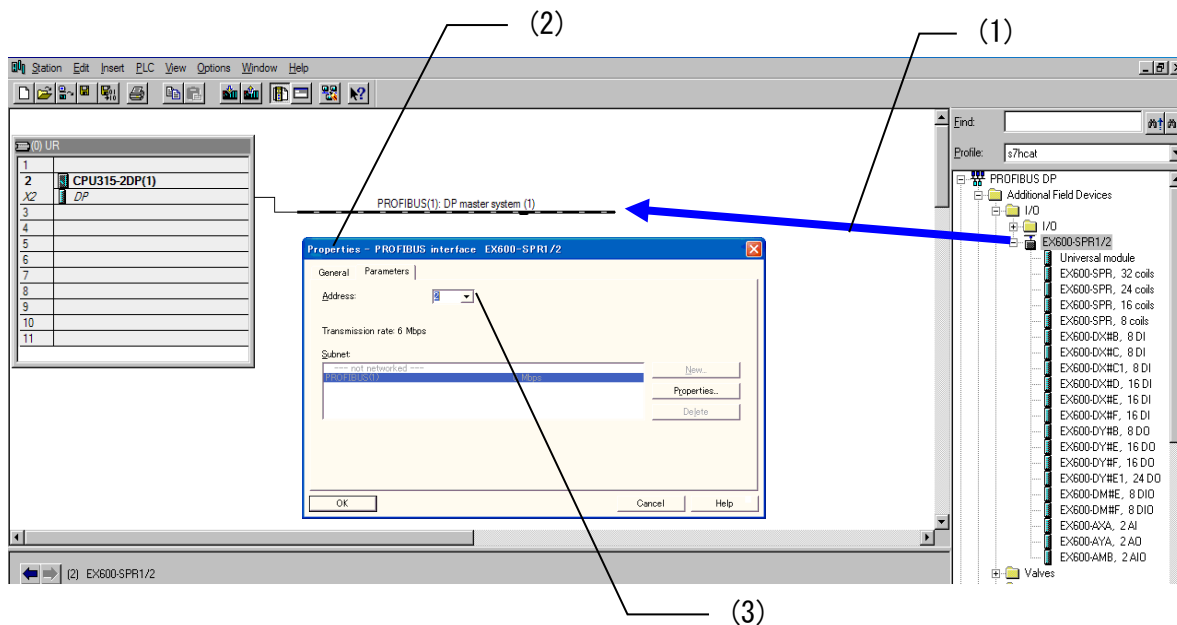 (2)
(1)
Station Edit Insert PLC View Options Window Help
(0) UR
1
2 CPU315-2DP(1)
X2 DP
3
4
5
6
7
8
9
10
11
PROFIBUS(1): DP master system (1)
Properties - PROFIBUS interface EX600-SPR1/2
General Parameters
Address: 2
Transmission rate: 6 Mbps
Subnet:
--- not networked ---
PROFIBUS(1) Mbps
New...
Properties...
Delete
OK Cancel Help
Find:
Profile: s7hcat
PROFIBUS DP
Additional Field Devices
I/O
I/O
EX600-SPR1/2
Universal module
EX600-SPR, 32 coils
EX600-SPR, 24 coils
EX600-SPR, 16 coils
EX600-SPR, 8 coils
EX600-DX#B, 8 DI
EX600-DX#C, 8 DI
EX600-DX#C1, 8 DI
EX600-DX#D, 16 DI
EX600-DX#E, 16 DI
EX600-DX#F, 16 DI
EX600-DY#B, 8 DO
EX600-DY#E, 16 DO
EX600-DY#F, 16 DO
EX600-DY#E1, 24 DO
EX600-DM#E, 8 DIO
EX600-DM#F, 8 DIO
EX600-AXA, 2 AI
EX600-AYA, 2 AO
EX600-AMB, 2 AIO
Valves
(2) EX600-SPR1/2
(3)